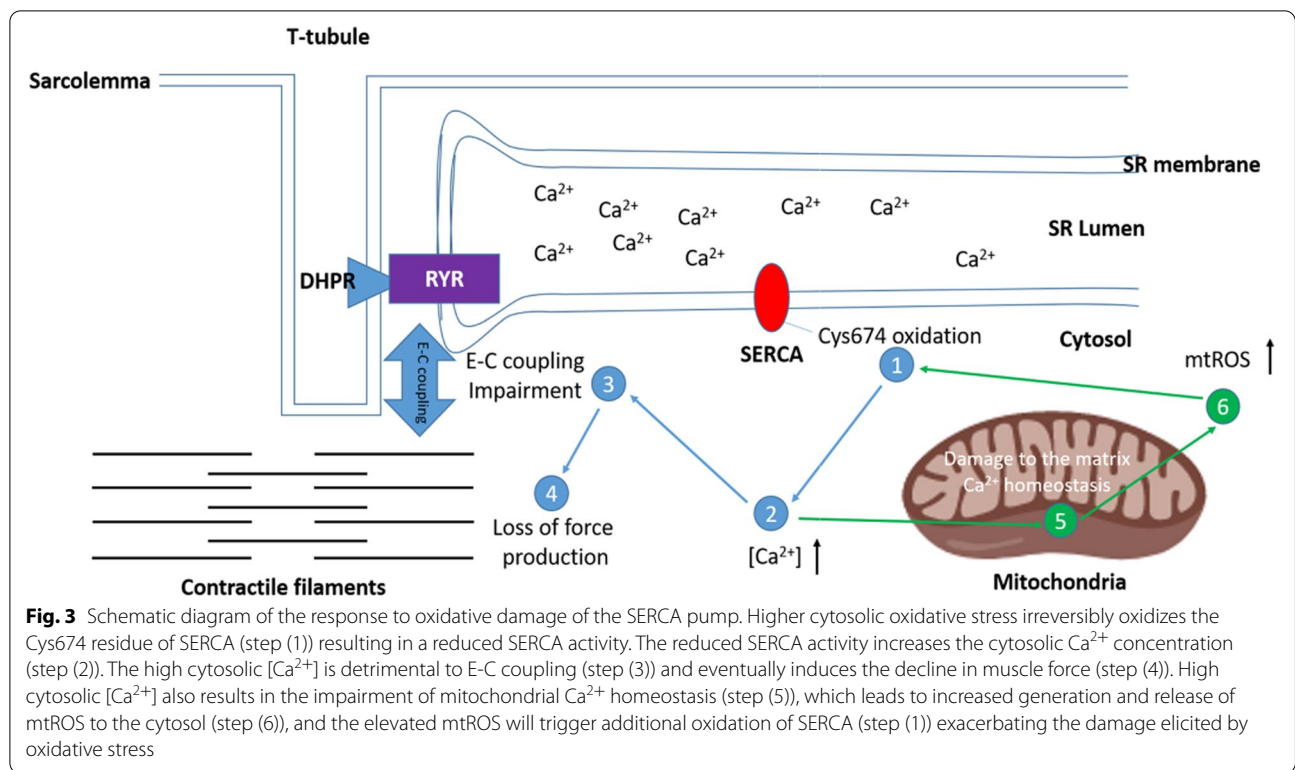 T-tubule
Sarcolemma
SR membrane
Ca²⁺ Ca²⁺ Ca²⁺ Ca²⁺ Ca²⁺
SR Lumen
Ca²⁺ Ca²⁺ Ca²⁺ Ca²⁺
DHPR RYR
Cys674 oxidation
Cytosol
SERCA
E-C coupling
E-C coupling
Impairment
3
1
mtROS
6
Damage to the matrix
Ca²⁺ homeostasis
4
2
5
Loss of force
production
[Ca²⁺]
Contractile filaments
Mitochondria
Fig. 3 Schematic diagram of the response to oxidative damage of the SERCA pump. Higher cytosolic oxidative stress irreversibly oxidizes the
Cys674 residue of SERCA (step (1)) resulting in a reduced SERCA activity. The reduced SERCA activity increases the cytosolic Ca²⁺ concentration
(step (2)). The high cytosolic [Ca²⁺] is detrimental to E-C coupling (step (3)) and eventually induces the decline in muscle force (step (4)). High
cytosolic [Ca²⁺] also results in the impairment of mitochondrial Ca²⁺ homeostasis (step (5)), which leads to increased generation and release of
mtROS to the cytosol (step (6)), and the elevated mtROS will trigger additional oxidation of SERCA (step (1)) exacerbating the damage elicited by
oxidative stress